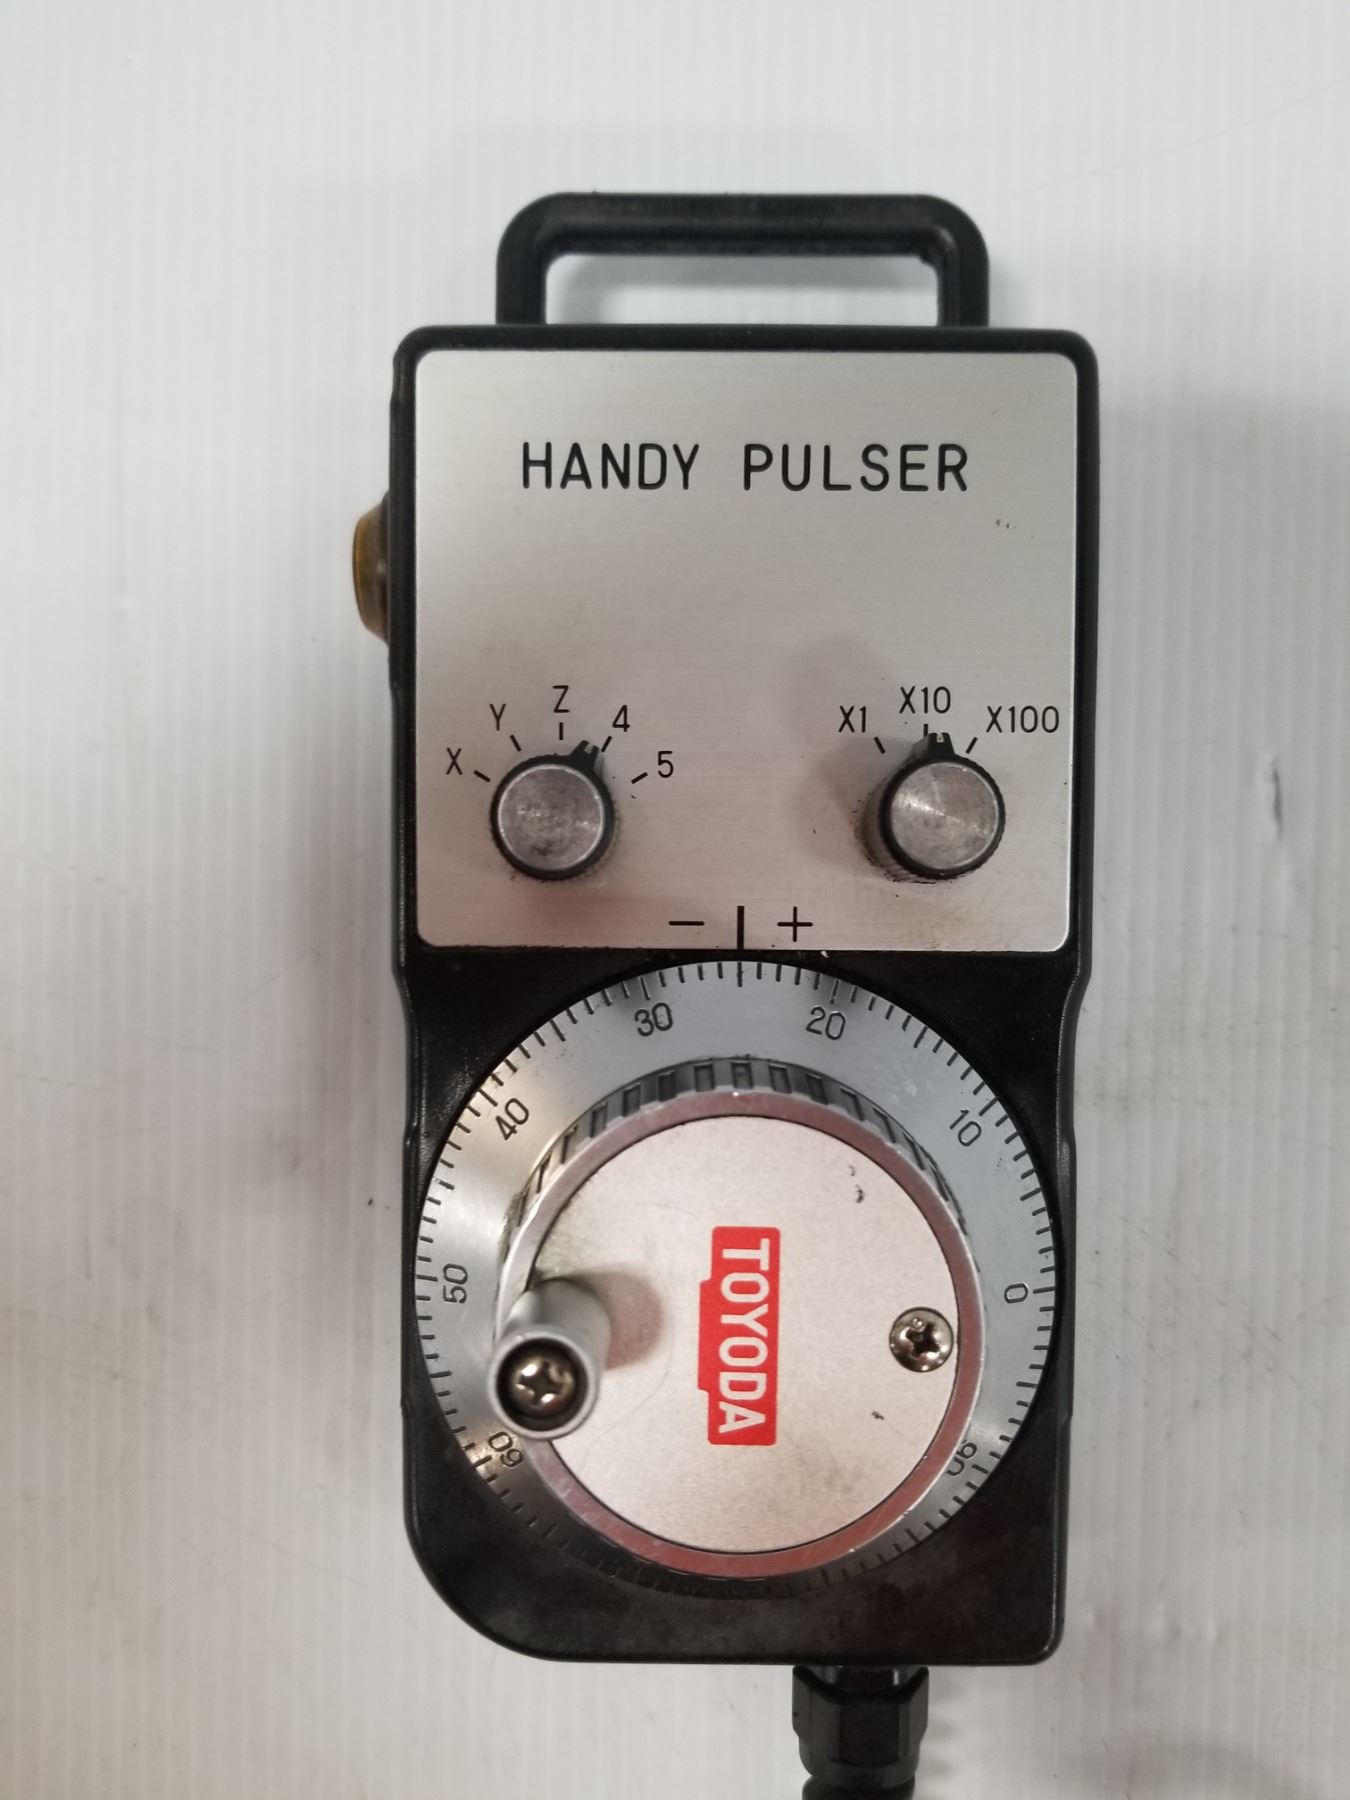 HANDY PULSER
X Y Z 4 5
X1 X10 X100
− +
30 20
40 10
50 0
60 90
TOYODA